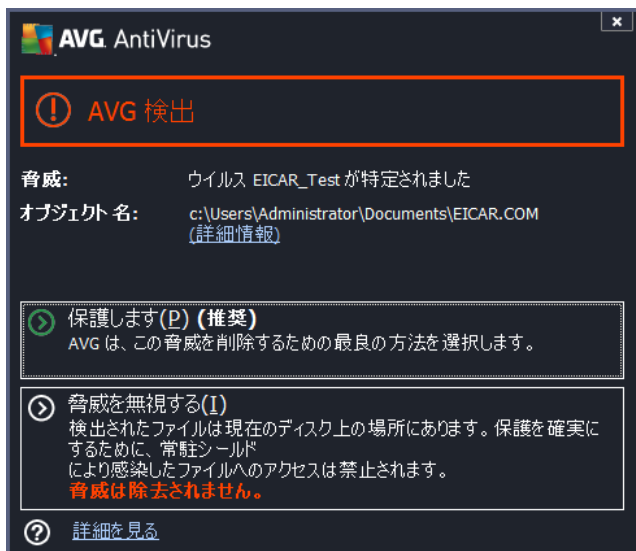 AVG AntiVirus
AVG 検出
脅威: ウイルス EICAR_Test が特定されました
オブジェクト名: c:\Users\Administrator\Documents\EICAR.COM
(詳細情報)
保護します(P) (推奨)
AVG は、この脅威を削除するための最良の方法を選択します。
脅威を無視する(I)
検出されたファイルは現在のディスク上の場所にあります。保護を確実に
するために、常駐シールド
により感染したファイルへのアクセスは禁止されます。
脅威は除去されません。
詳細を見る